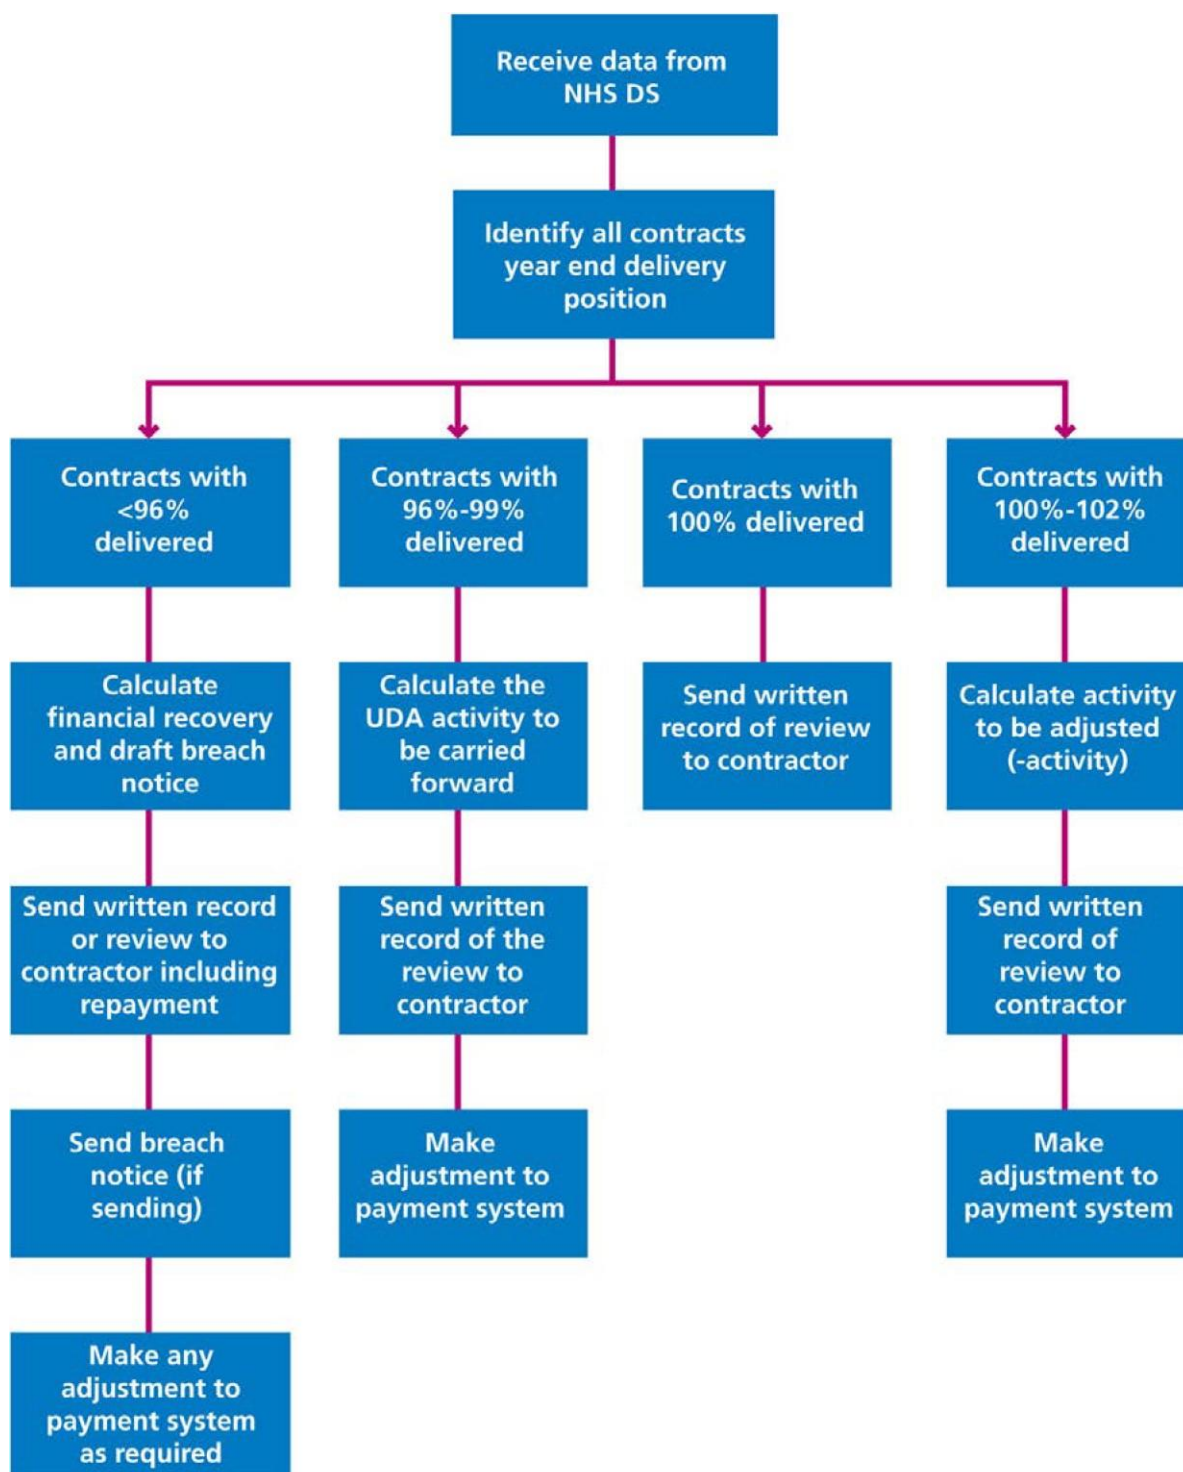 Receive data from
NHS DS
Identify all contracts
year end delivery
position
Contracts with
<96%
delivered
Contracts with
96%-99%
delivered
Contracts with
100% delivered
Contracts with
100%-102%
delivered
Calculate
financial recovery
and draft breach
notice
Calculate the
UDA activity to
be carried
forward
Send written
record of review
to contractor
Calculate activity
to be adjusted
(-activity)
Send written record
or review to
contractor including
repayment
Send written
record of the
review to
contractor
Send written
record of
review to
contractor
Send breach
notice (if
sending)
Make
adjustment to
payment system
Make
adjustment to
payment system
Make any
adjustment to
payment system
as required